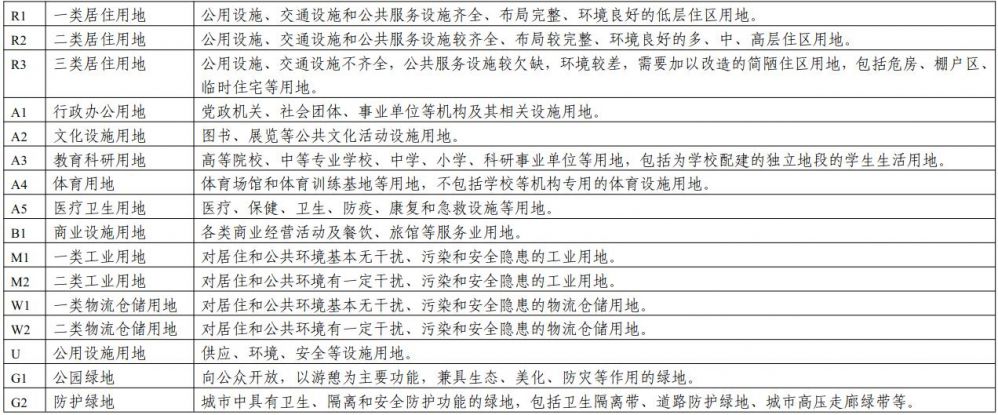 R1 一类居住用地 公用设施、交通设施和公共服务设施齐全、布局完整、环境良好的低层住区用地。
R2 二类居住用地 公用设施、交通设施和公共服务设施较齐全、布局较完整、环境良好的多、中、高层住区用地。
R3 三类居住用地 公用设施、交通设施不齐全，公共服务设施较欠缺，环境较差，需要加以改造的简陋住区用地，包括危房、棚户区、
临时住宅等用地。
A1 行政办公用地 党政机关、社会团体、事业单位等机构及其相关设施用地。
A2 文化设施用地 图书、展览等公共文化活动设施用地。
A3 教育科研用地 高等院校、中等专业学校、中学、小学、科研事业单位等用地，包括为学校配建的独立地段的学生生活用地。
A4 体育用地 体育场馆和体育训练基地等用地，不包括学校等机构专用的体育设施用地。
A5 医疗卫生用地 医疗、保健、卫生、防疫、康复和急救设施等用地。
B1 商业设施用地 各类商业经营活动及餐饮、旅馆等服务业用地。
M1 一类工业用地 对居住和公共环境基本无干扰、污染和安全隐患的工业用地。
M2 二类工业用地 对居住和公共环境有一定干扰、污染和安全隐患的工业用地。
W1 一类物流仓储用地 对居住和公共环境基本无干扰、污染和安全隐患的物流仓储用地。
W2 二类物流仓储用地 对居住和公共环境有一定干扰、污染和安全隐患的物流仓储用地。
U 公用设施用地 供应、环境、安全等设施用地。
G1 公园绿地 向公众开放，以游憩为主要功能，兼具生态、美化、防灾等作用的绿地。
G2 防护绿地 城市中具有卫生、隔离和安全防护功能的绿地，包括卫生隔离带、道路防护绿地、城市高压走廊绿带等。